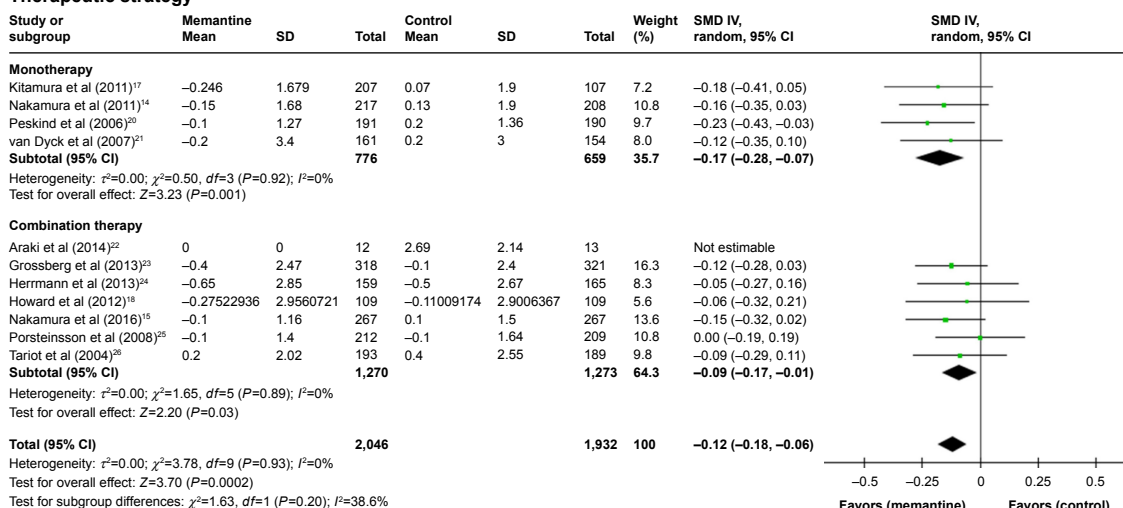 Therapeutic strategy
Study or subgroup Memantine Mean SD Total Control Mean SD Total Weight (%) SMD IV, random, 95% CI SMD IV, random, 95% CI
Monotherapy
Kitamura et al (2011)¹⁷ –0.246 1.679 207 0.07 1.9 107 7.2 –0.18 (–0.41, 0.05)
Nakamura et al (2011)¹⁴ –0.15 1.68 217 0.13 1.9 208 10.8 –0.16 (–0.35, 0.03)
Peskind et al (2006)²⁰ –0.1 1.27 191 0.2 1.36 190 9.7 –0.23 (–0.43, –0.03)
van Dyck et al (2007)²¹ –0.2 3.4 161 0.2 3 154 8.0 –0.12 (–0.35, 0.10)
Subtotal (95% CI) 776 659 35.7 –0.17 (–0.28, –0.07)
Heterogeneity: τ²=0.00; χ²=0.50, df=3 (P=0.92); I²=0%
Test for overall effect: Z=3.23 (P=0.001)
Combination therapy
Araki et al (2014)²² 0 0 12 2.69 2.14 13 Not estimable
Grossberg et al (2013)²³ –0.4 2.47 318 –0.1 2.4 321 16.3 –0.12 (–0.28, 0.03)
Herrmann et al (2013)²⁴ –0.65 2.85 159 –0.5 2.67 165 8.3 –0.05 (–0.27, 0.16)
Howard et al (2012)¹⁸ –0.27522936 2.9560721 109 –0.11009174 2.9006367 109 5.6 –0.06 (–0.32, 0.21)
Nakamura et al (2016)¹⁵ –0.1 1.16 267 0.1 1.5 267 13.6 –0.15 (–0.32, 0.02)
Porsteinsson et al (2008)²⁵ –0.1 1.4 212 –0.1 1.64 209 10.8 0.00 (–0.19, 0.19)
Tariot et al (2004)²⁶ 0.2 2.02 193 0.4 2.55 189 9.8 –0.09 (–0.29, 0.11)
Subtotal (95% CI) 1,270 1,273 64.3 –0.09 (–0.17, –0.01)
Heterogeneity: τ²=0.00; χ²=1.65, df=5 (P=0.89); I²=0%
Test for overall effect: Z=2.20 (P=0.03)
Total (95% CI) 2,046 1,932 100 –0.12 (–0.18, –0.06)
Heterogeneity: τ²=0.00; χ²=3.78, df=9 (P=0.93); I²=0%
Test for overall effect: Z=3.70 (P=0.0002)
Test for subgroup differences: χ²=1.63, df=1 (P=0.20); I²=38.6%
–0.5 –0.25 0 0.25 0.5
Favors (memantine) Favors (control)